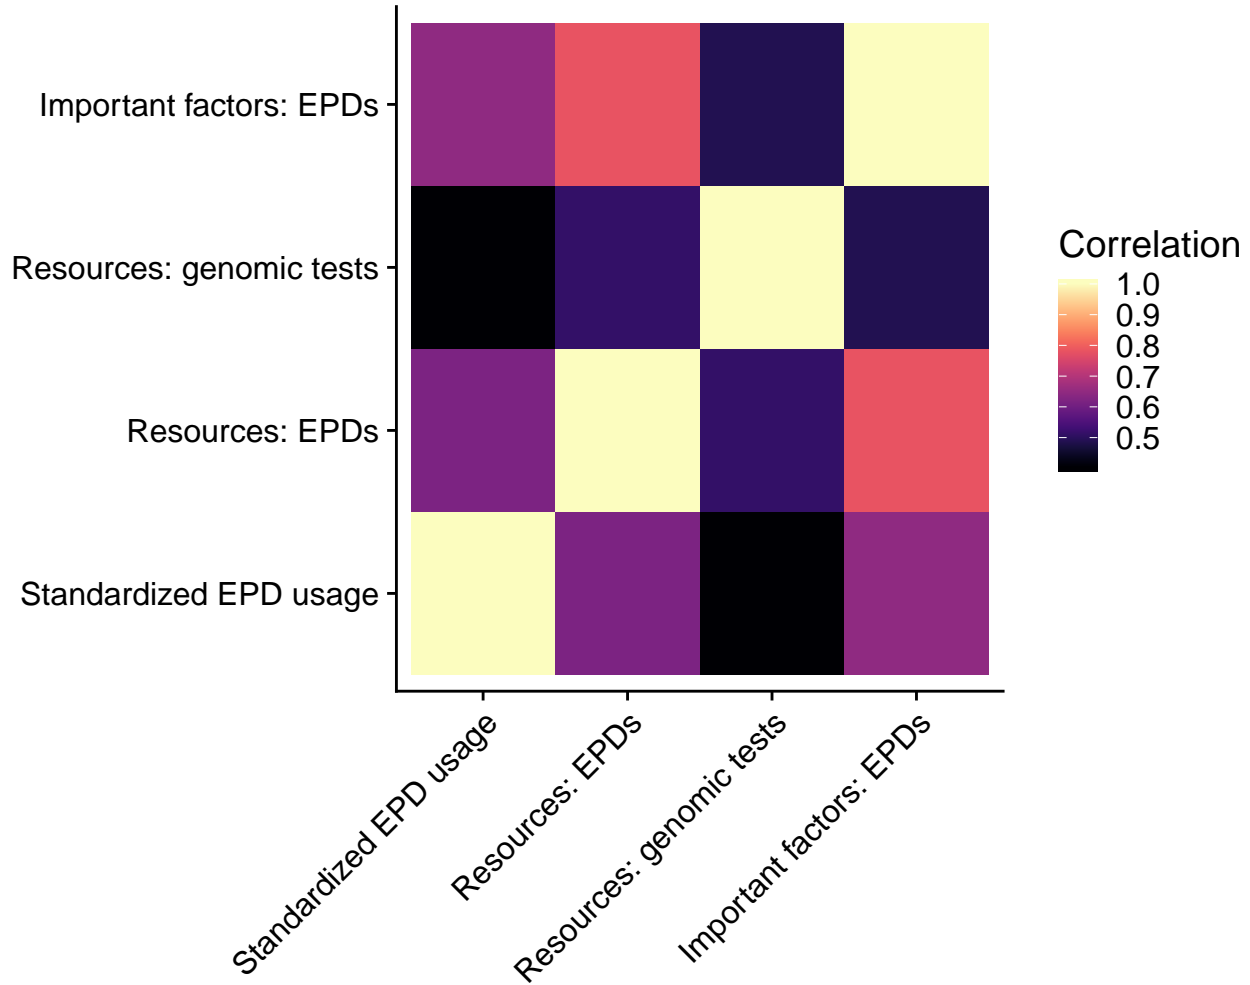 Important factors: EPDs
Resources: genomic tests
Resources: EPDs
Standardized EPD usage
Standardized EPD usage
Resources: EPDs
Resources: genomic tests
Important factors: EPDs
Correlation
1.0
0.9
0.8
0.7
0.6
0.5